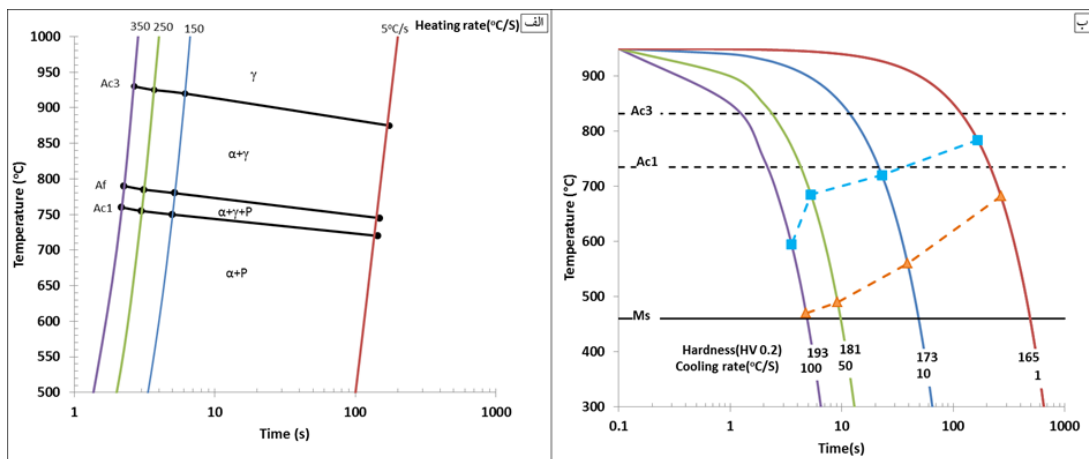 Heating rate(°C/S)
الف
350 250 150 5°C/s
1000
950
900
850
800
750
700
650
600
550
500
Temperature (°C)
Ac3
Af
Ac1
γ
α+γ
α+γ+P
α+P
1 10 100 1000
Time (s)
ب
900
800
700
600
500
400
300
Temperature (°C)
Ac3
Ac1
Ms
Hardness(HV 0.2) 193 181 173 165
Cooling rate(°C/S) 100 50 10 1
0.1 1 10 100 1000
Time(s)